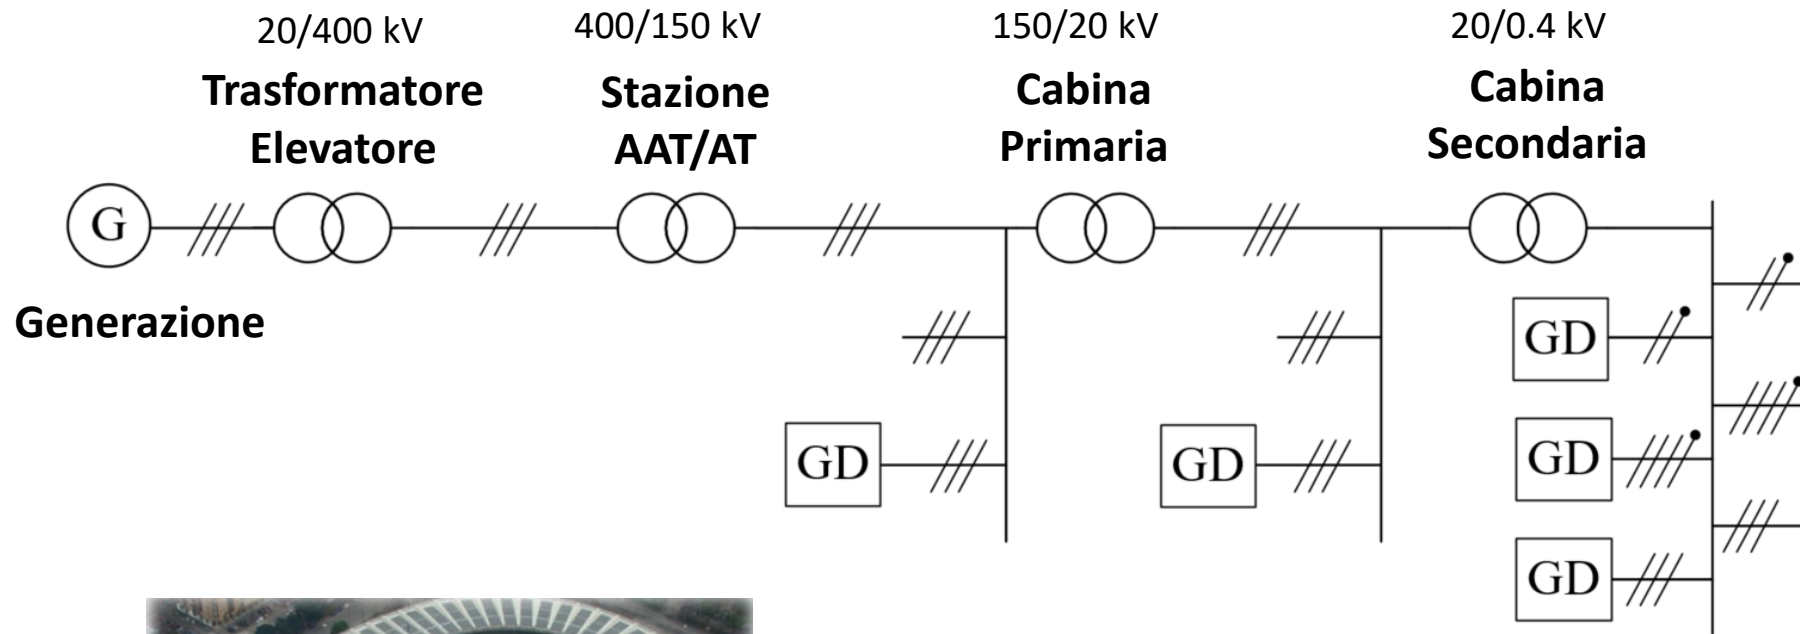 20/400 kV
Trasformatore
Elevatore
400/150 kV
Stazione
AAT/AT
150/20 kV
Cabina
Primaria
20/0.4 kV
Cabina
Secondaria
G
Generazione
GD
GD
GD
GD
GD